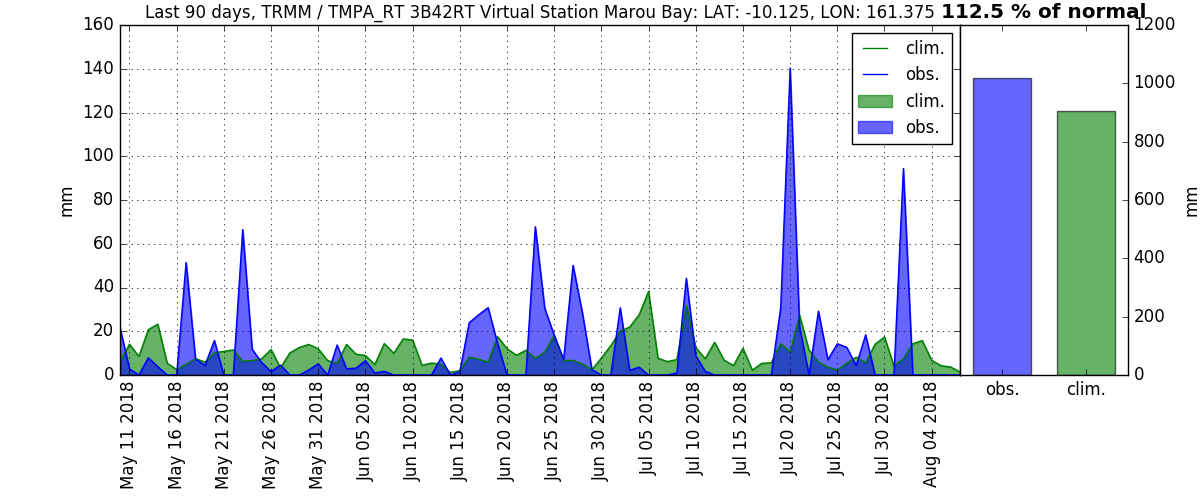 Last 90 days, TRMM / TMPA_RT 3B42RT Virtual Station Marou Bay: LAT: -10.125, LON: 161.375 112.5 % of normal
160
140
120
100
80
60
40
20
0
mm
clim.
obs.
clim.
obs.
May 11 2018
May 16 2018
May 21 2018
May 26 2018
May 31 2018
Jun 05 2018
Jun 10 2018
Jun 15 2018
Jun 20 2018
Jun 25 2018
Jun 30 2018
Jul 05 2018
Jul 10 2018
Jul 15 2018
Jul 20 2018
Jul 25 2018
Jul 30 2018
Aug 04 2018
1200
1000
800
600
400
200
0
mm
obs.
clim.